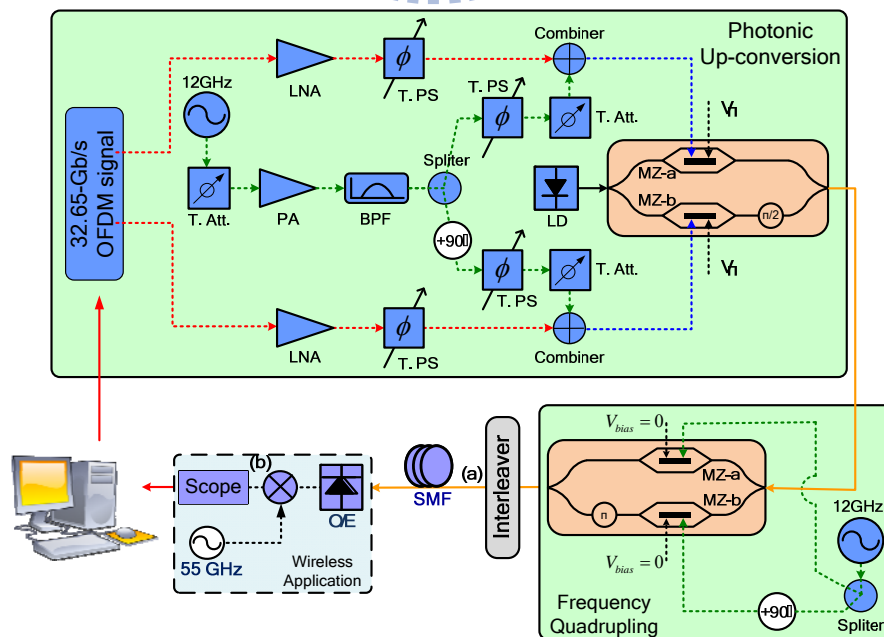 Photonic
Up-conversion
Combiner
LNA
ϕ
T. PS
12GHz
T. PS
ϕ
T. Att.
32.65-Gb/s
OFDM signal
Spliter
T. Att.
PA
BPF
LD
MZ-a
MZ-b
π/2
+90
ϕ
T. PS
T. Att.
LNA
ϕ
T. PS
Combiner
V_bias = 0
MZ-a
MZ-b
π
V_bias = 0
12GHz
+90
Spliter
Frequency
Quadrupling
Interleaver
(a)
SMF
(b)
Scope
O/E
55 GHz
Wireless
Application